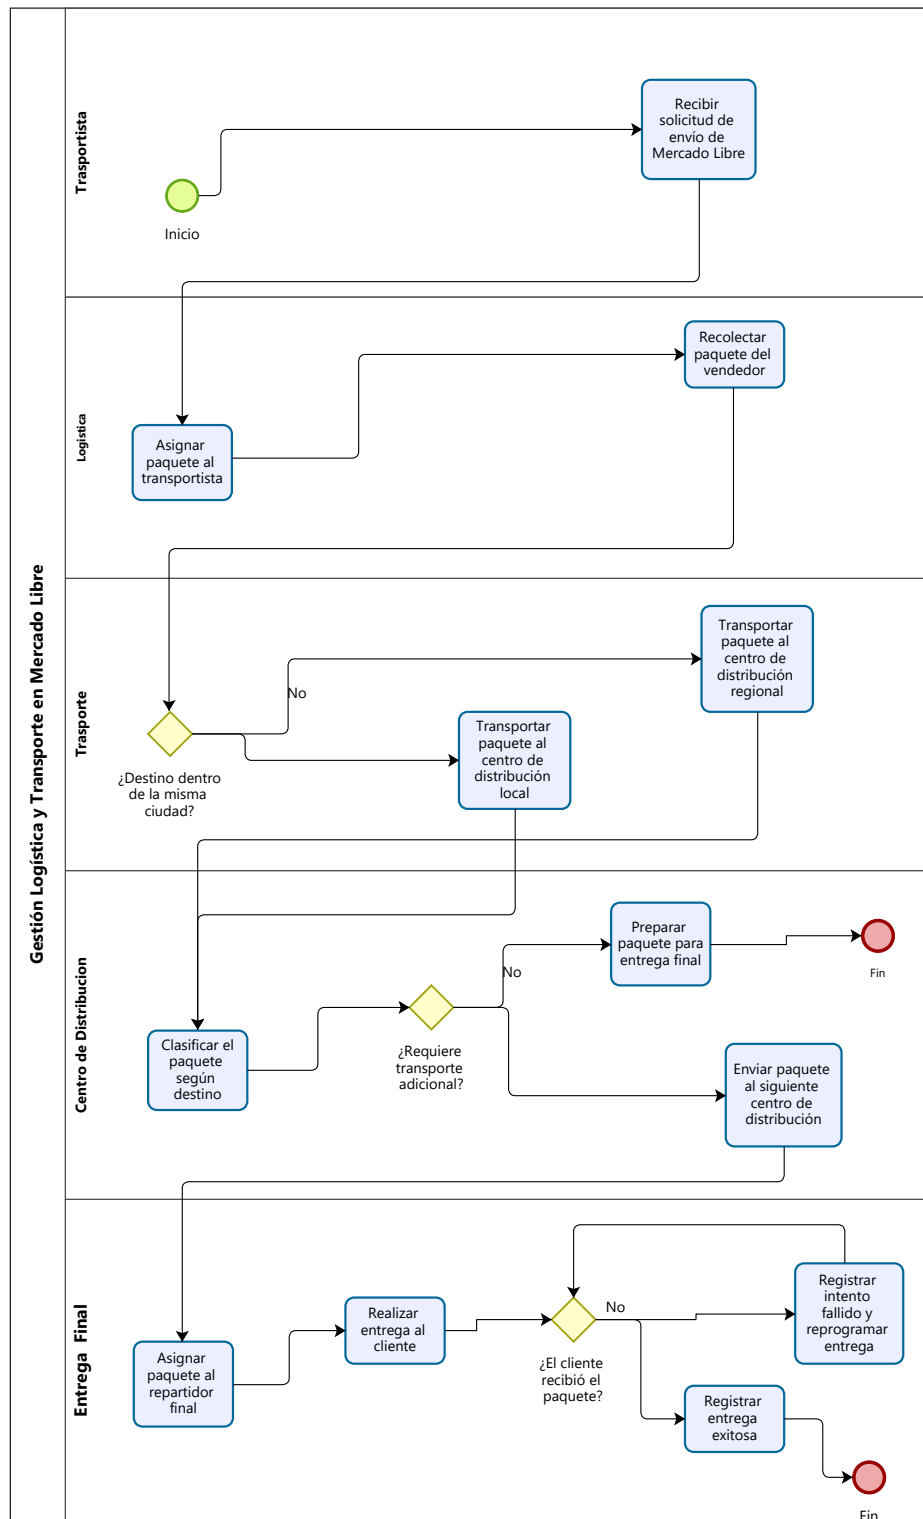 Gestión Logística y Transporte en Mercado Libre
Trasportista
Inicio
Recibir
solicitud de
envío de
Mercado Libre
Logistica
Asignar
paquete al
transportista
Recolectar
paquete del
vendedor
Trasporte
¿Destino dentro
de la misma
ciudad?
No
Transportar
paquete al
centro de
distribución
local
Transportar
paquete al
centro de
distribución
regional
Centro de Distribucion
Clasificar el
paquete
según
destino
¿Requiere
transporte
adicional?
No
Preparar
paquete para
entrega final
Fin
Enviar paquete
al siguiente
centro de
distribución
Entrega Final
Asignar
paquete al
repartidor
final
Realizar
entrega al
cliente
¿El cliente
recibió el
paquete?
No
Registrar
intento
fallido y
reprogramar
entrega
Registrar
entrega
exitosa
Fin